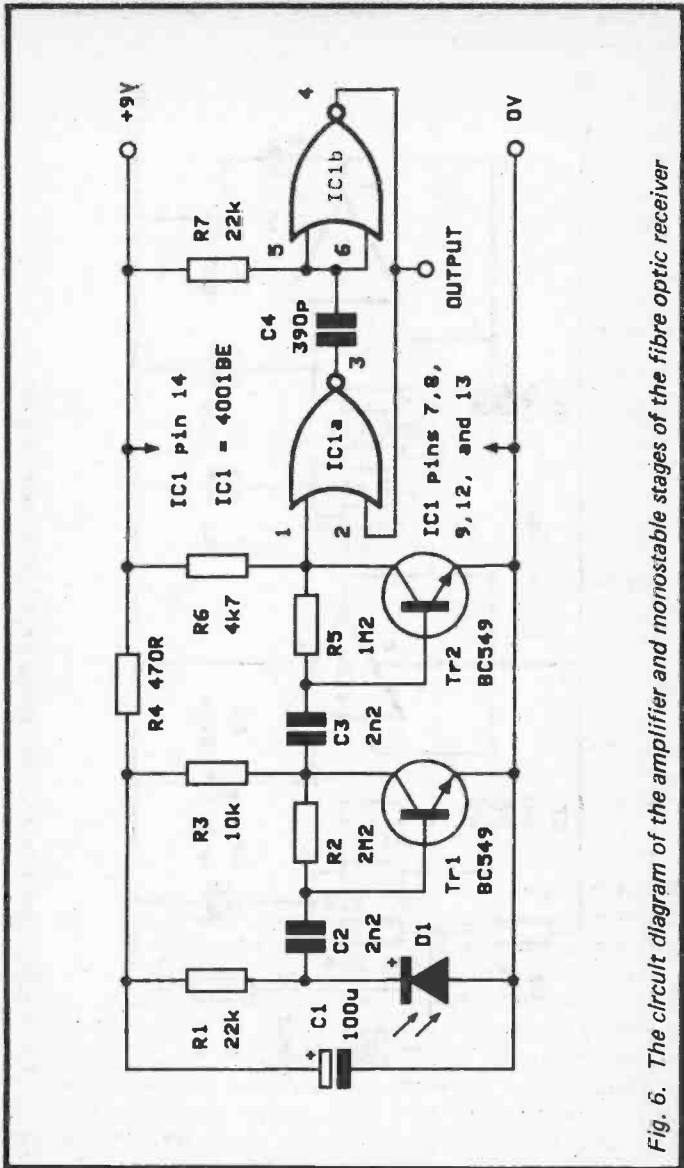 +9V
R4 470R
IC1 pin 14
IC1 = 4001BE
R7
22k
R1
22k
R3
10k
R6
4k7
C1
+
100u
C2
2n2
R2
2M2
C3
2n2
R5
1M2
1
2
IC1a
3
C4
390p
5
6
IC1b
4
D1
+
Tr1
BC549
Tr2
BC549
IC1 pins 7,8,
9,12, and 13
OUTPUT
0V
Fig. 6. The circuit diagram of the amplifier and monostable stages of the fibre optic receiver